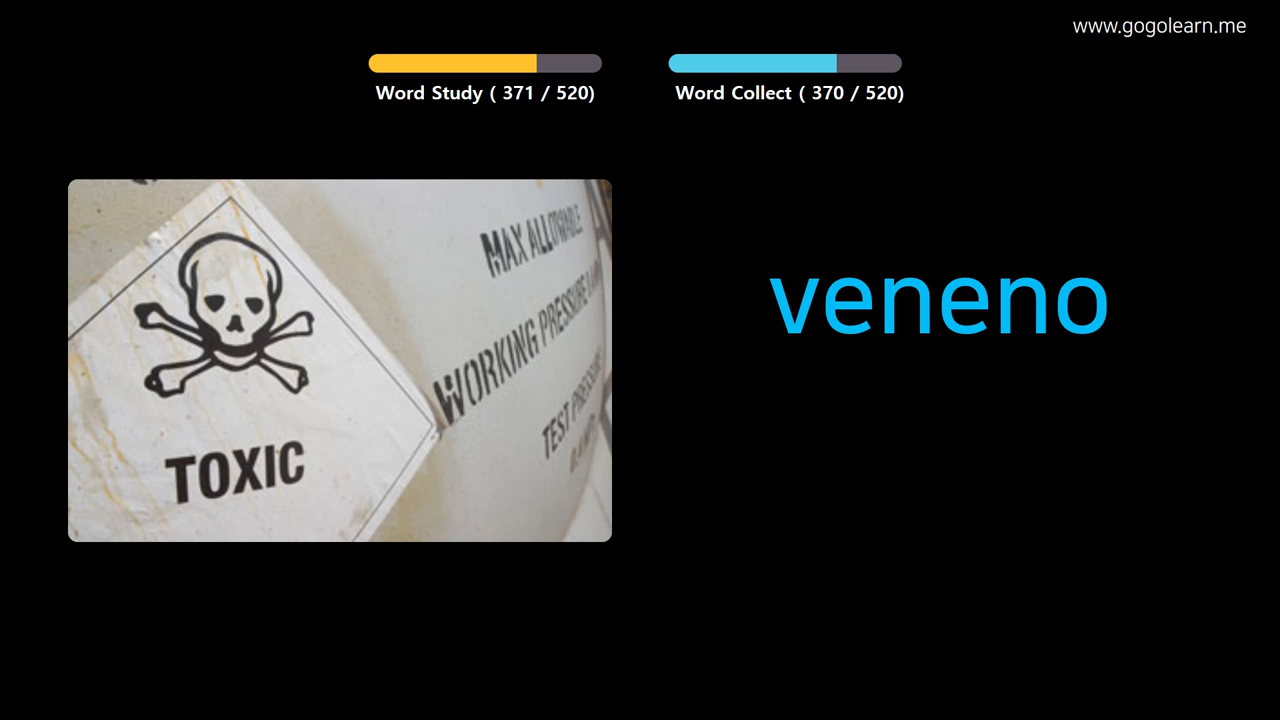 www.gogolearn.me
Word Study ( 371 / 520)
Word Collect ( 370 / 520)
MAX ALLOWABLE
WORKING PRESSURE
TEST PRESSURE
TOXIC
veneno